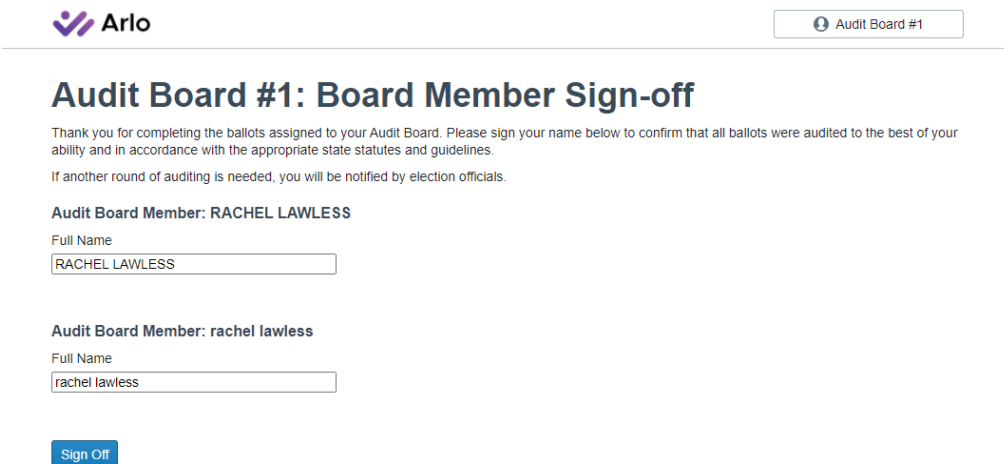 Arlo
Audit Board #1
Audit Board #1: Board Member Sign-off
Thank you for completing the ballots assigned to your Audit Board. Please sign your name below to confirm that all ballots were audited to the best of your
ability and in accordance with the appropriate state statutes and guidelines.
If another round of auditing is needed, you will be notified by election officials.
Audit Board Member: RACHEL LAWLESS
Full Name
RACHEL LAWLESS
Audit Board Member: rachel lawless
Full Name
rachel lawless
Sign Off